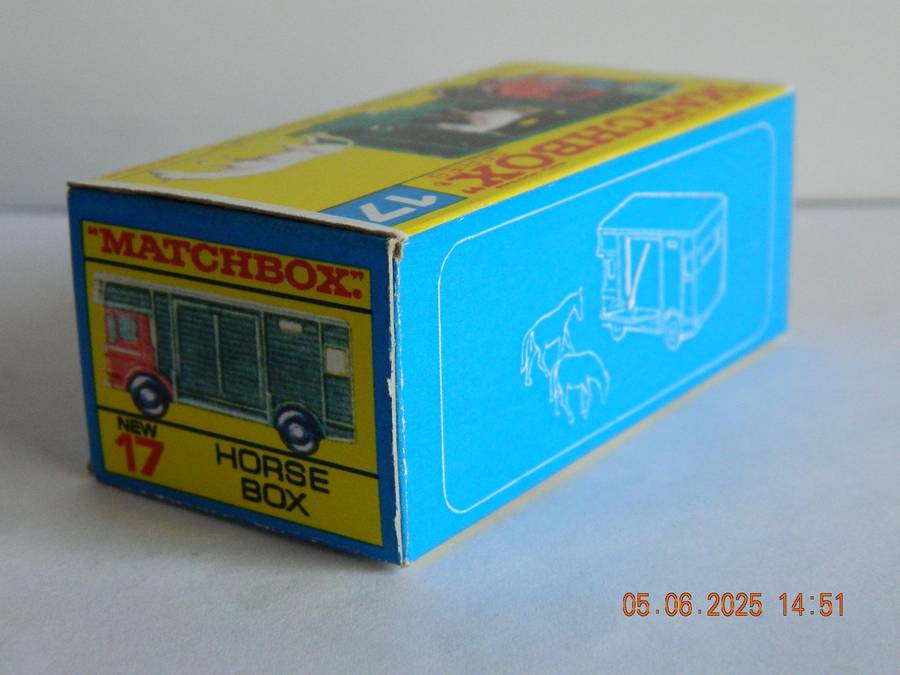 "MATCHBOX"
17
"MATCHBOX".
NEW
17
HORSE
BOX
05.06.2025 14:51